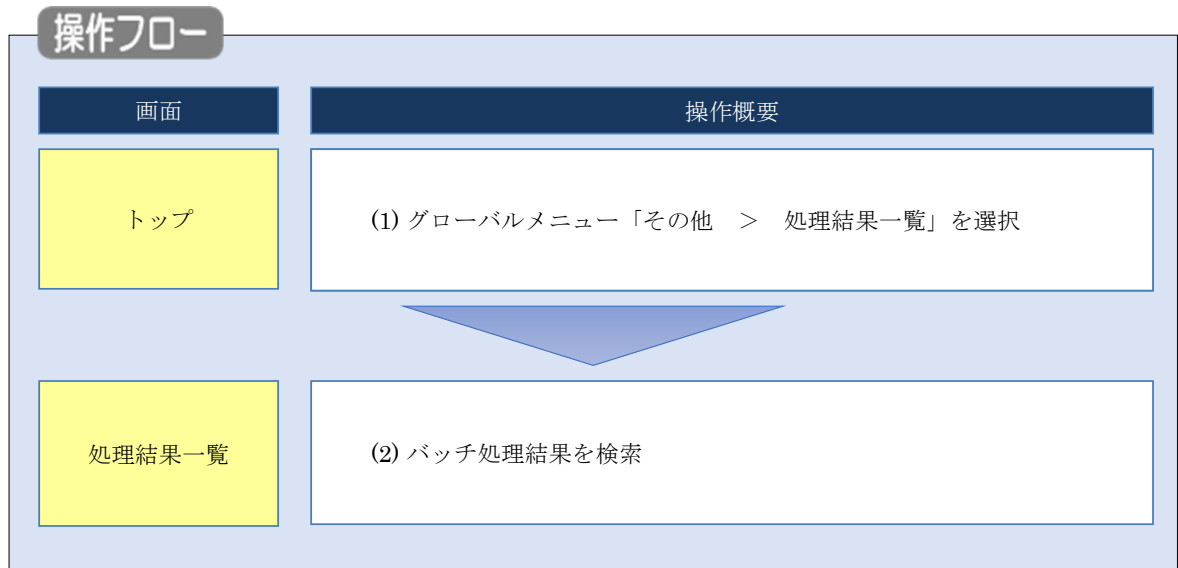 操作フロー
画面
操作概要
トップ
(1) グローバルメニュー「その他　＞　処理結果一覧」を選択
処理結果一覧
(2) バッチ処理結果を検索